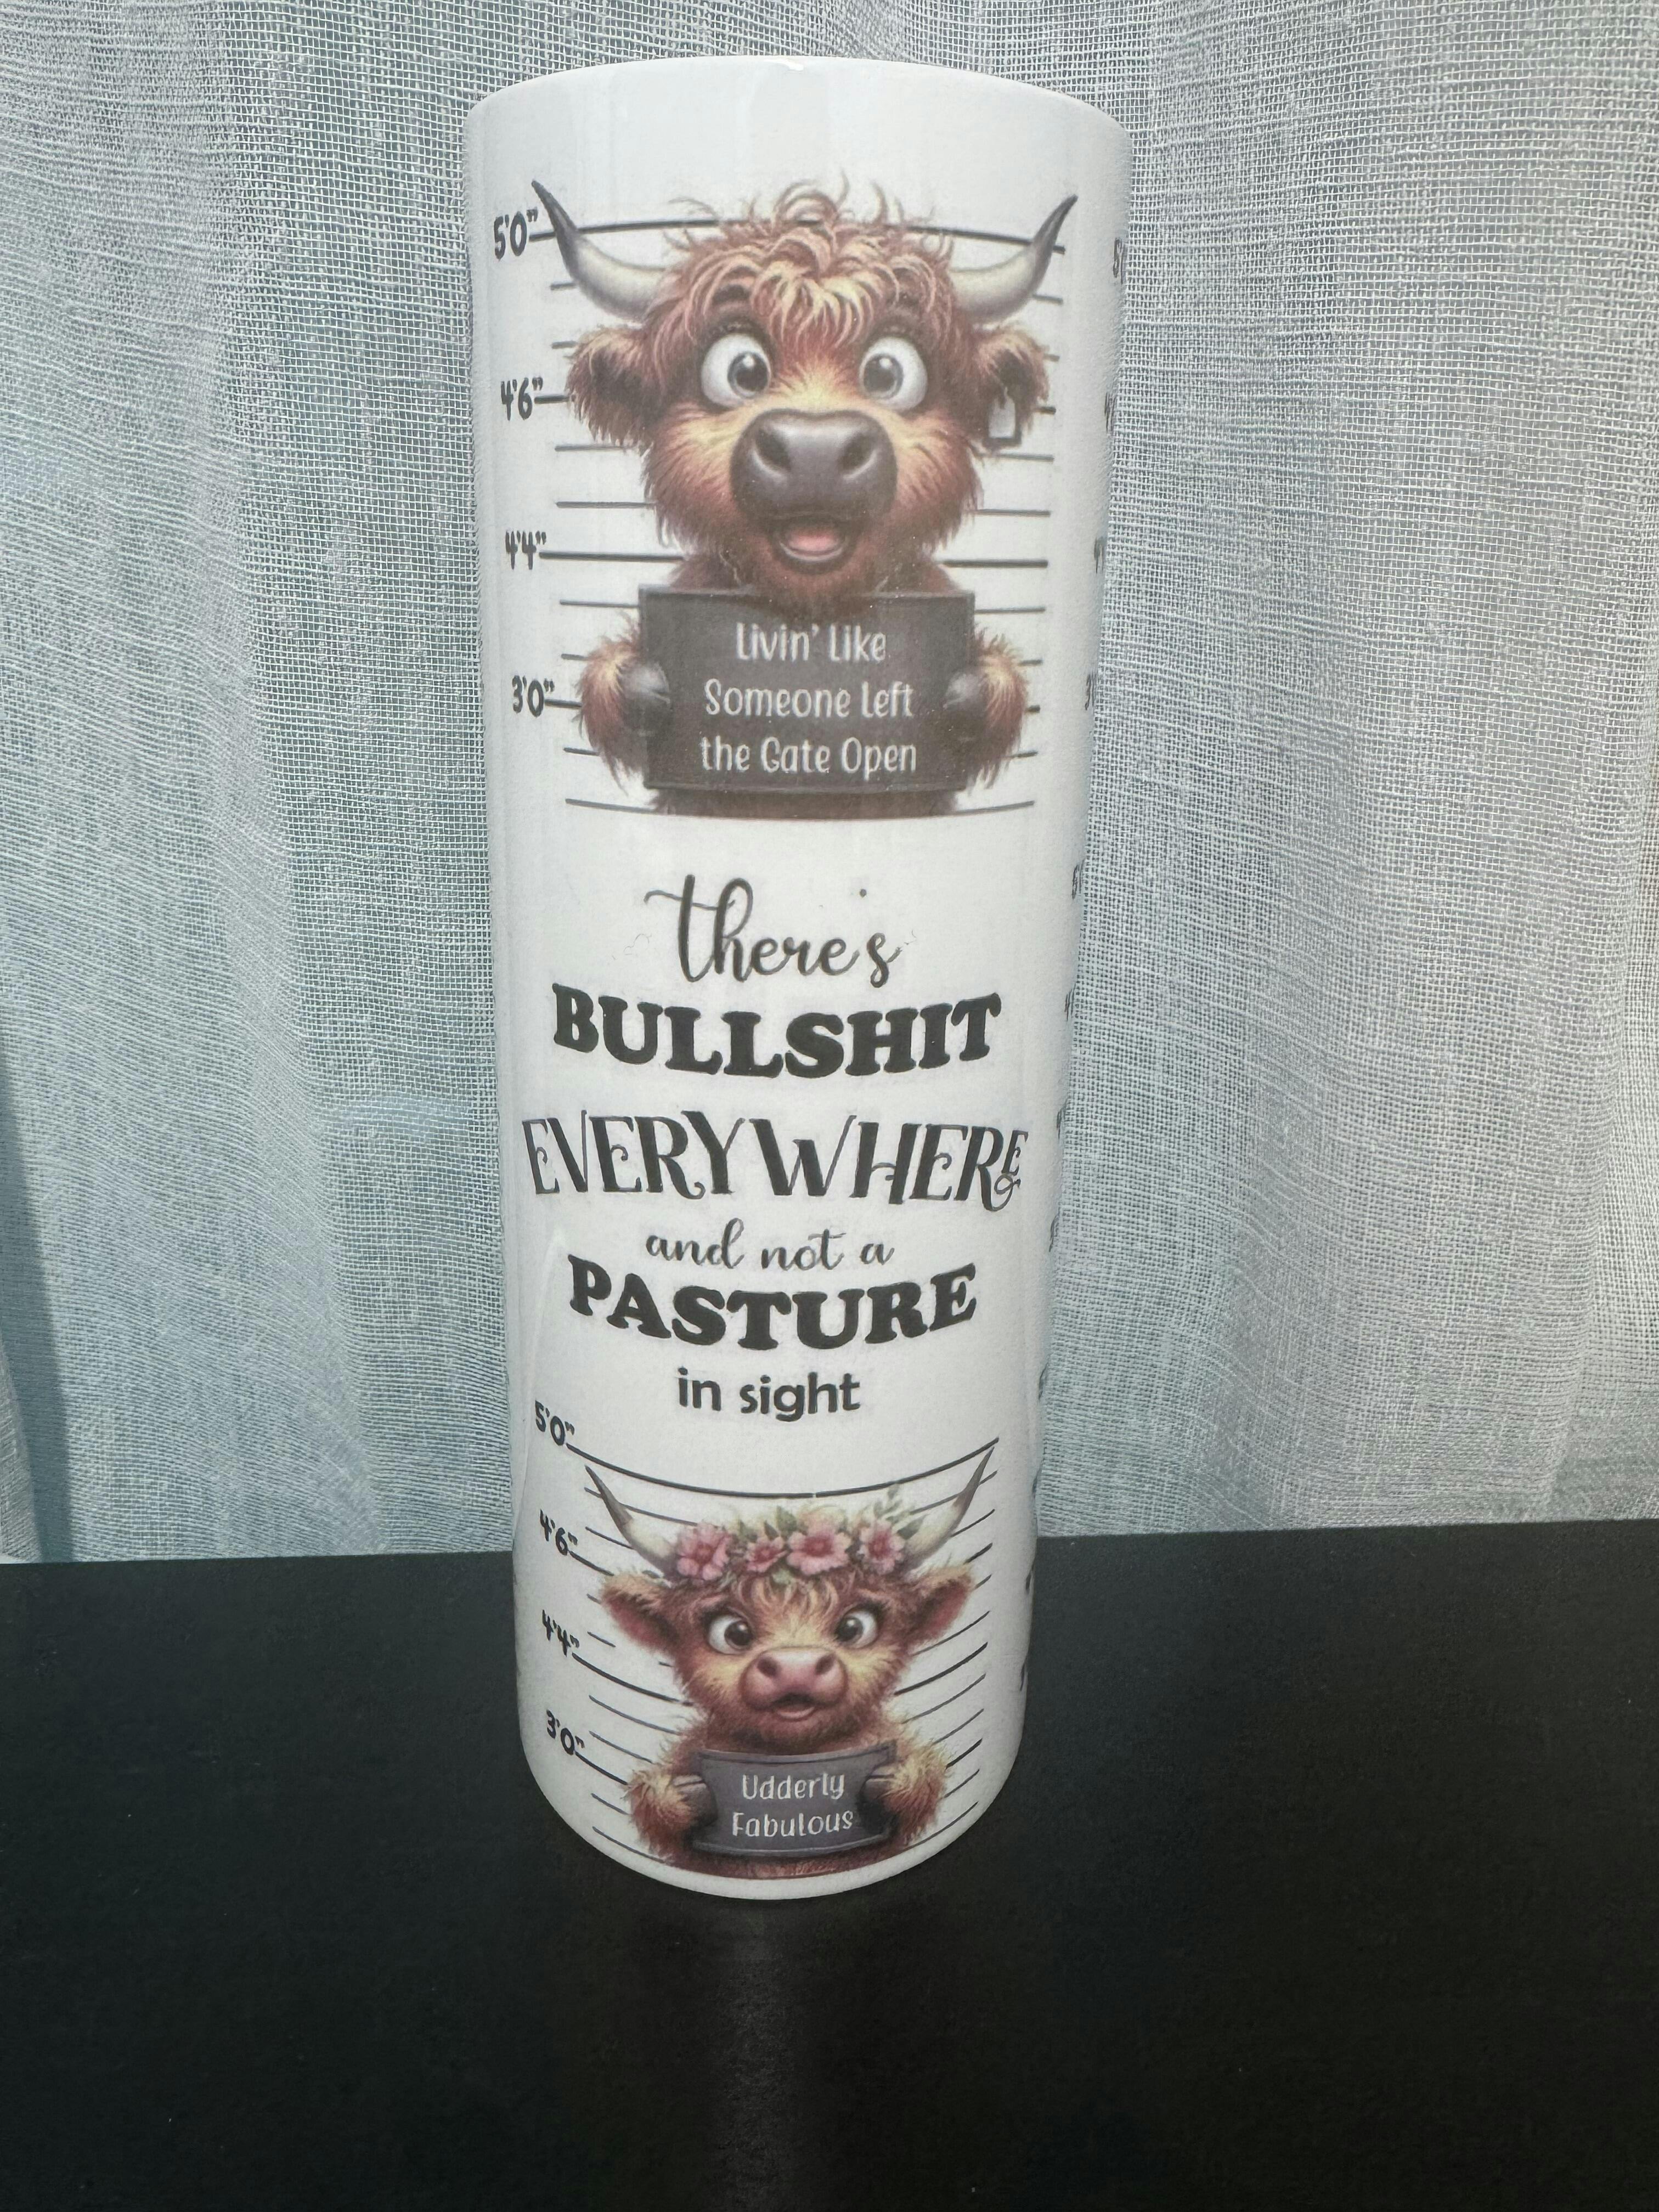 5'0"
4'6"
4'4"
3'0"
Livin' Like
Someone Left
the Gate Open
there's
BULLSHIT
EVERYWHERE
and not a
PASTURE
in sight
5'0"
4'6"
4'4"
3'0"
Udderly
Fabulous